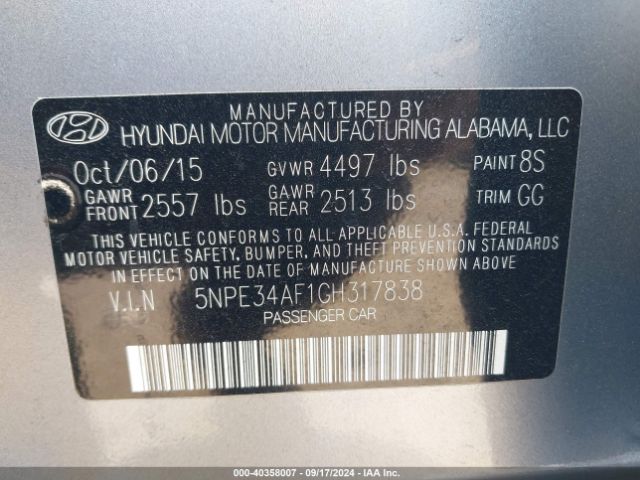 MANUFACTURED BY
HYUNDAI MOTOR MANUFACTURING ALABAMA, LLC
Oct/06/15 GVWR 4497 lbs PAINT 8S
GAWR FRONT 2557 lbs GAWR REAR 2513 lbs TRIM GG
THIS VEHICLE CONFORMS TO ALL APPLICABLE U.S.A. FEDERAL
MOTOR VEHICLE SAFETY, BUMPER, AND THEFT PREVENTION STANDARDS
IN EFFECT ON THE DATE OF MANUFACTURE SHOWN ABOVE.
V.I.N 5NPE34AF1GH317838
PASSENGER CAR
000-40358007 - 09/17/2024 - IAA Inc.